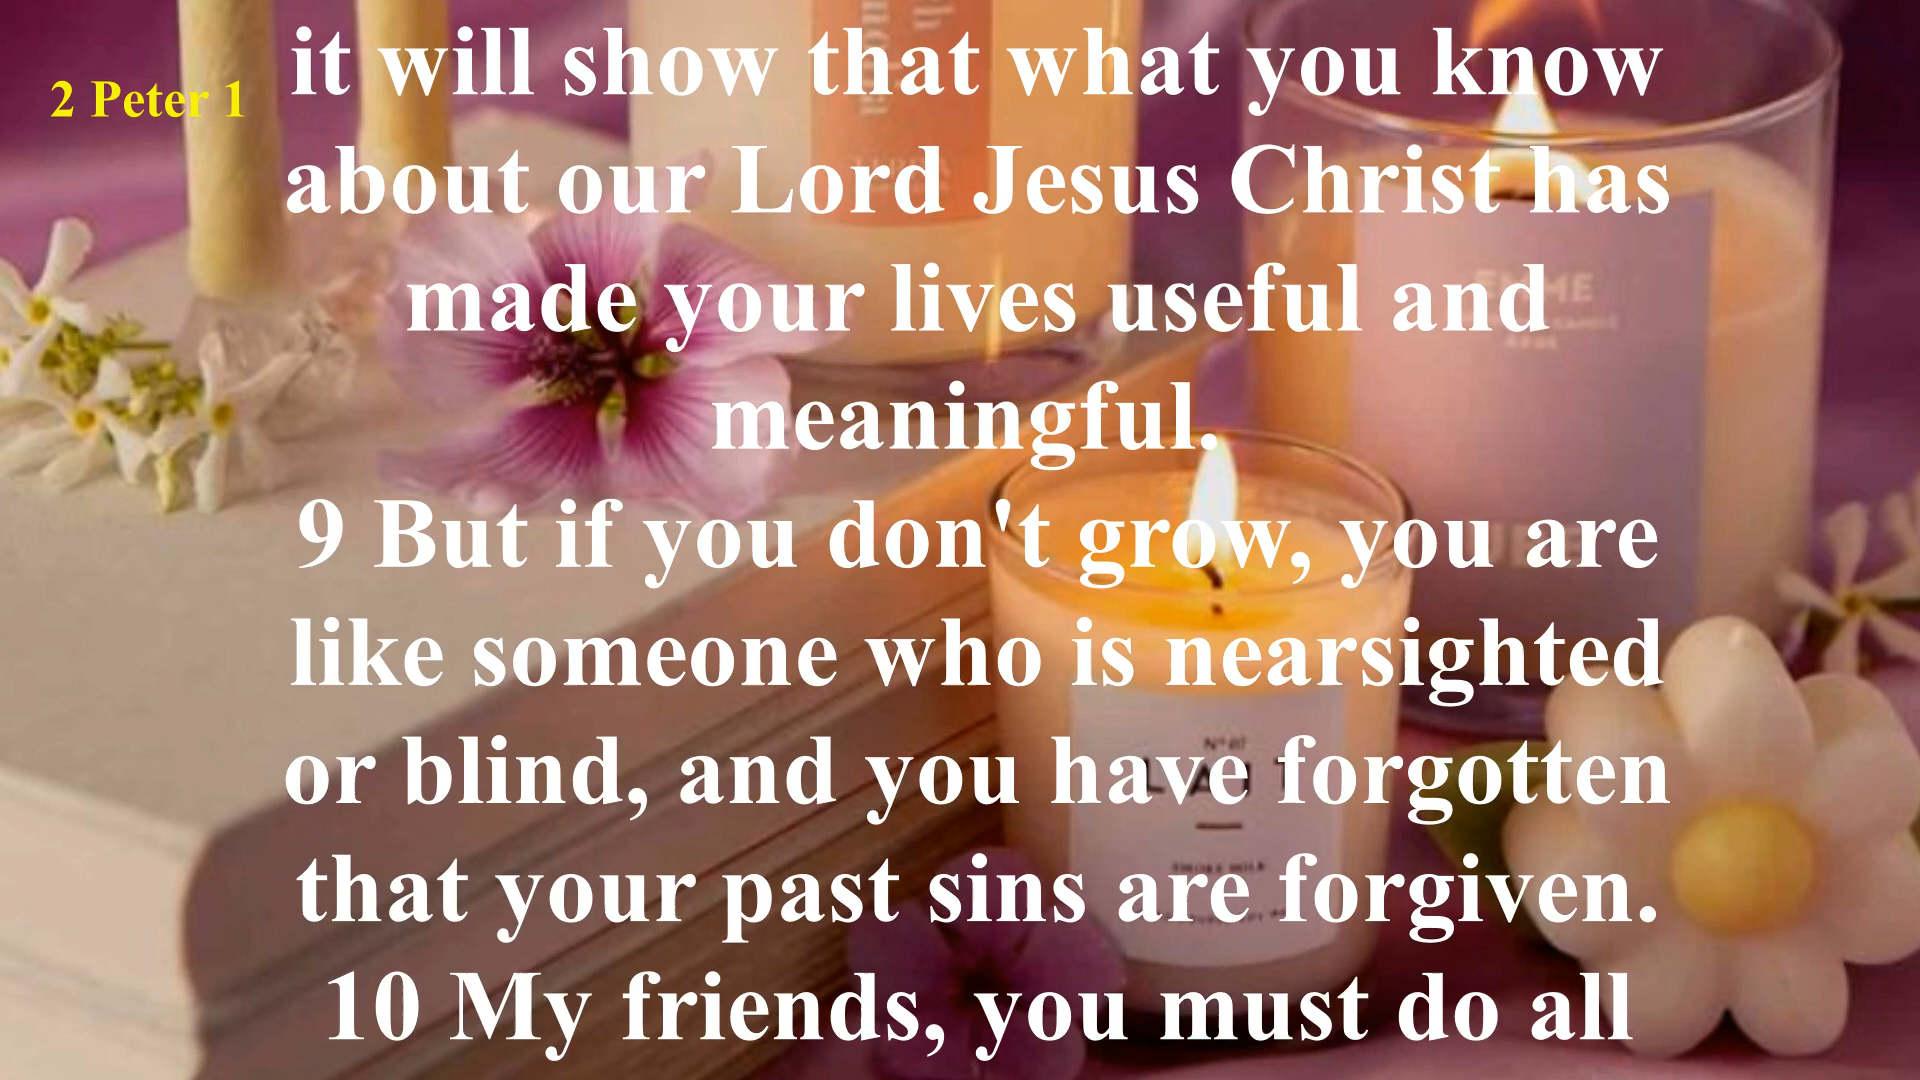 2 Peter 1
it will show that what you know
about our Lord Jesus Christ has
made your lives useful and
meaningful.
9 But if you don't grow, you are
like someone who is nearsighted
or blind, and you have forgotten
that your past sins are forgiven.
10 My friends, you must do all